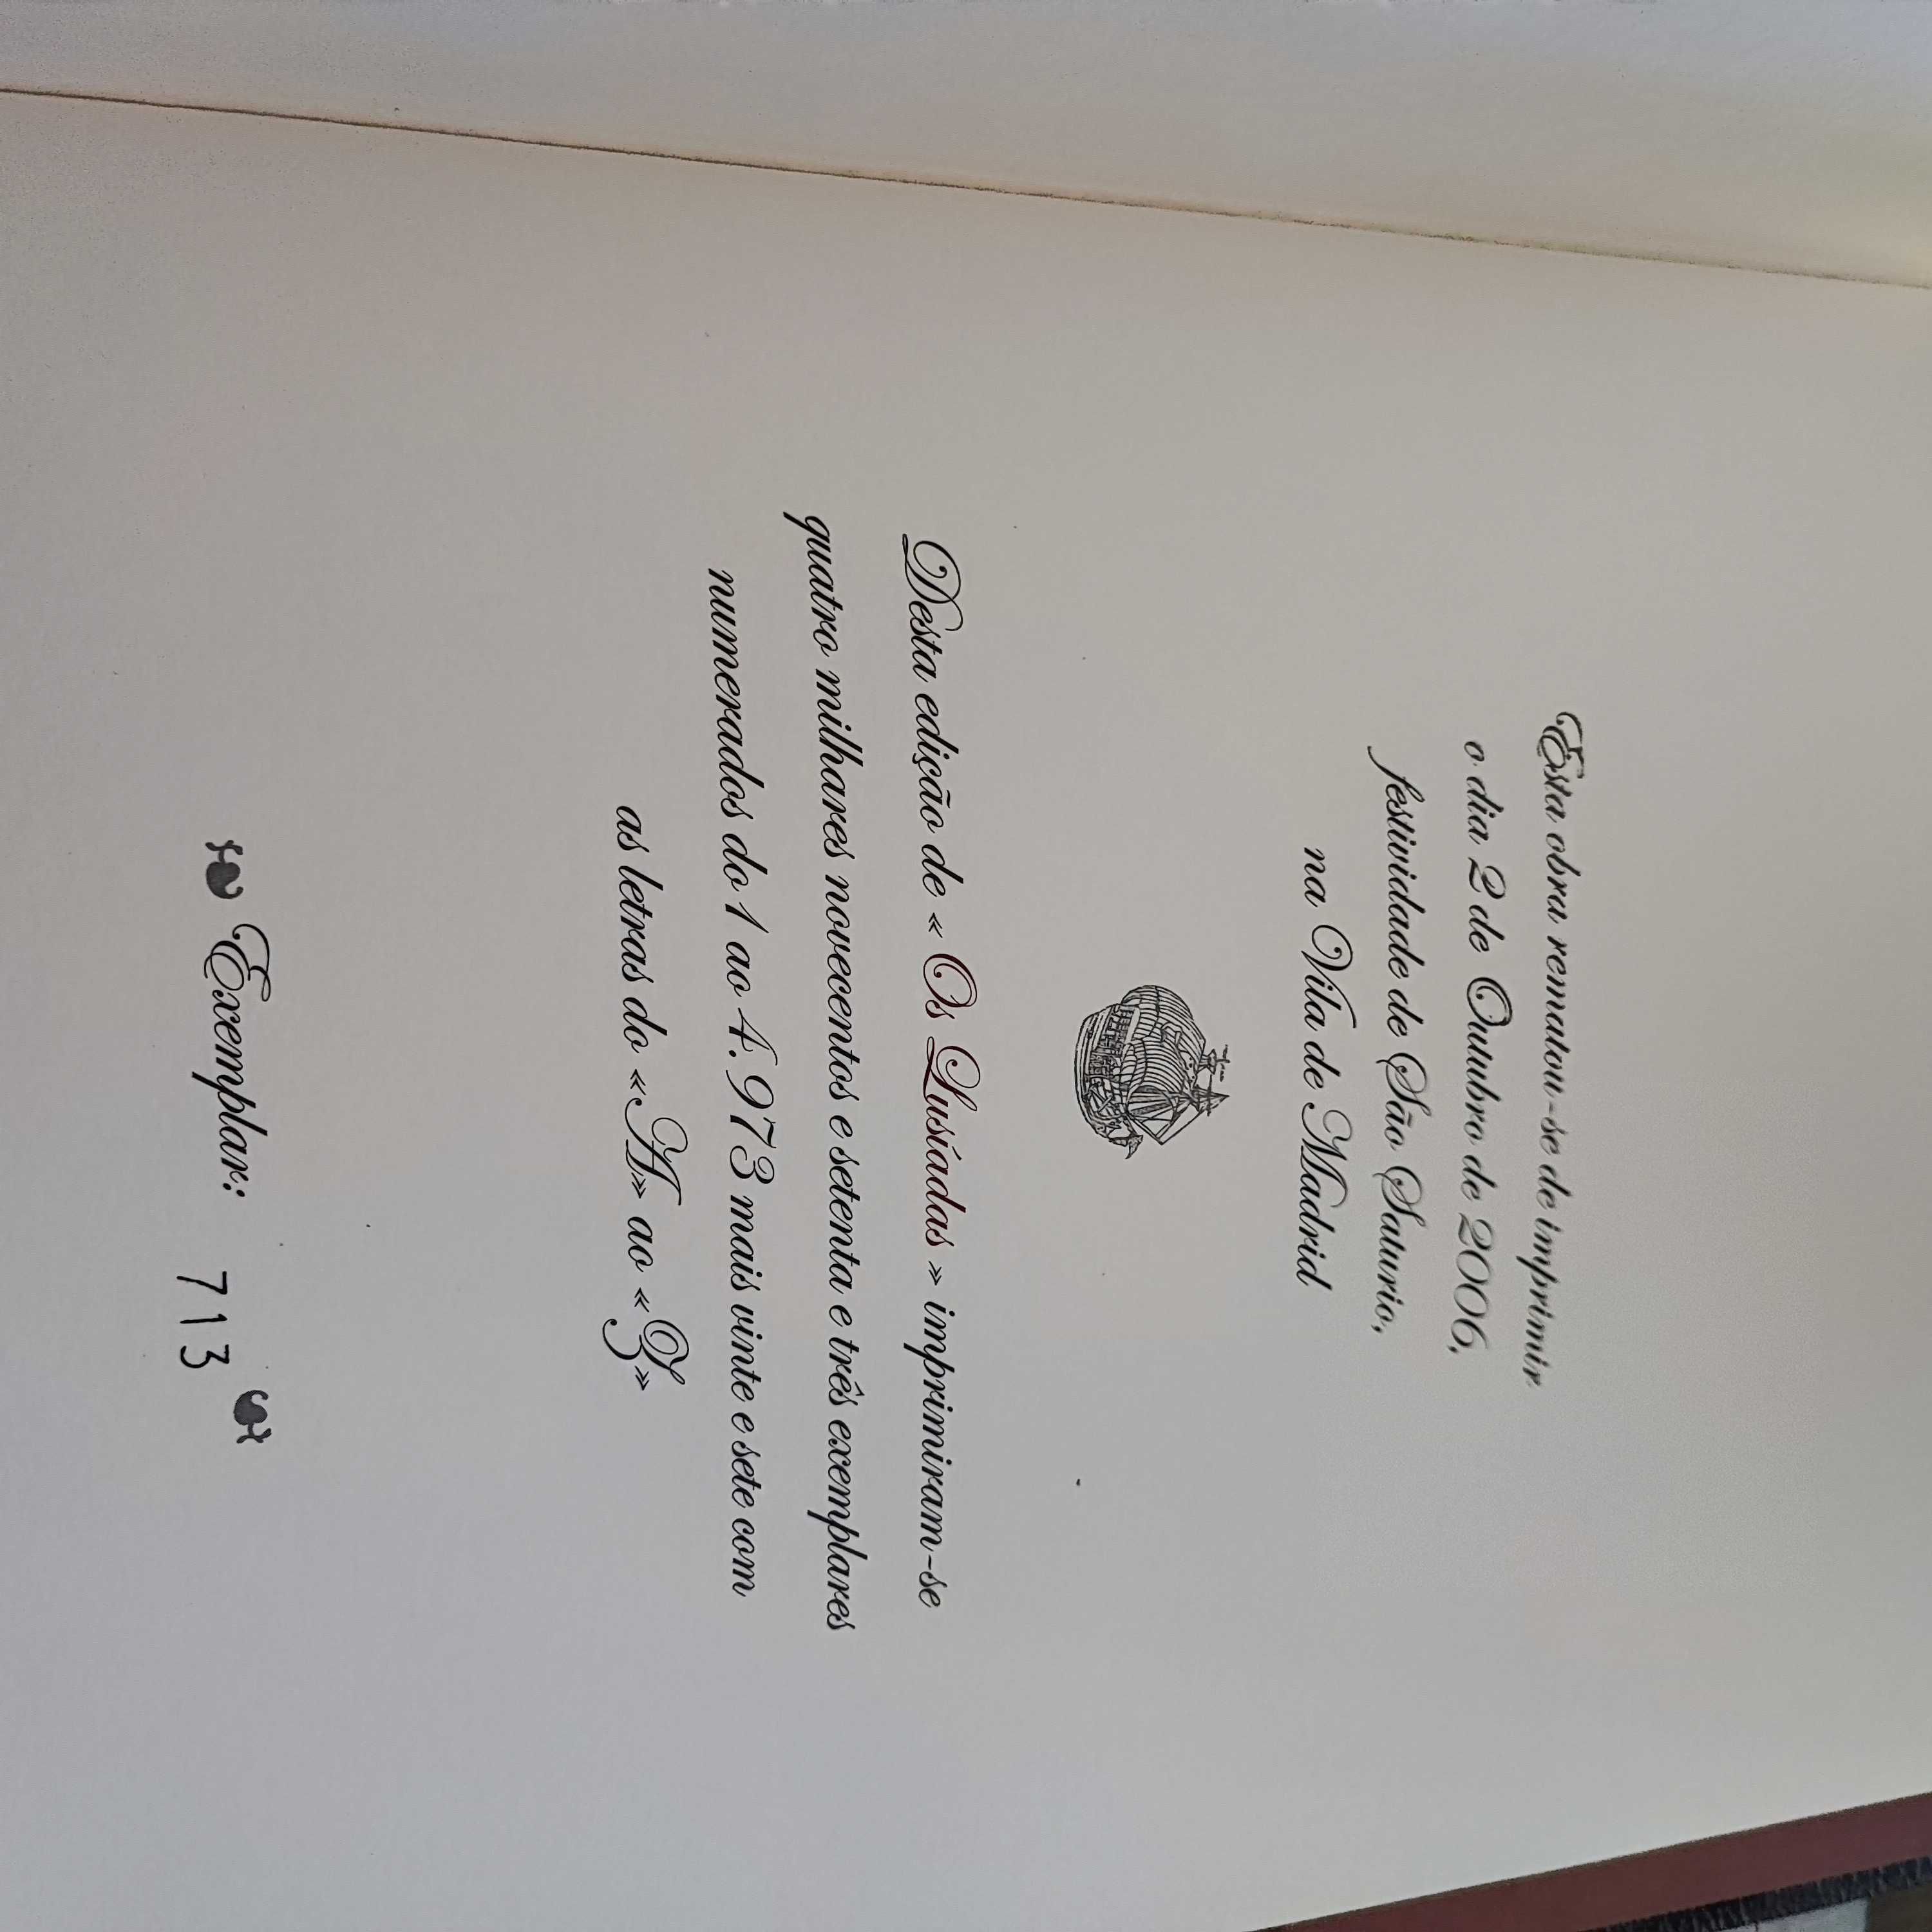 Esta obra rematou-se de imprimir
o dia 2 de Outubro de 2006,
festividade de São Saturio,
na Vila de Madrid
Desta edição de « Os Lusíadas » imprimiram-se
quatro milhares novecentos e setenta e três exemplares
numerados do 1 ao 4.973 mais vinte e sete com
as letras do «A» ao «Z»
Exemplar: 713